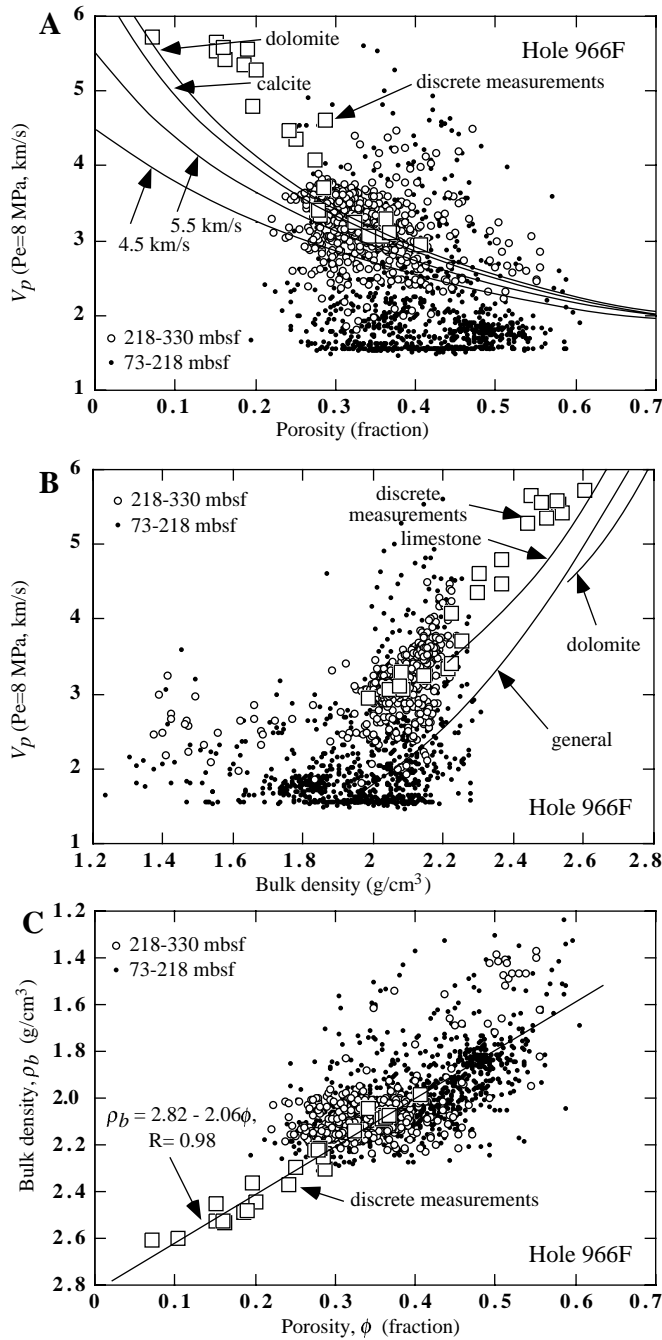 A
Hole 966F
dolomite
calcite
discrete measurements
4.5 km/s
5.5 km/s
218-330 mbsf
73-218 mbsf
6
5
4
3
2
1
Vp (Pe=8 MPa, km/s)
0 0.1 0.2 0.3 0.4 0.5 0.6 0.7
Porosity (fraction)
B
218-330 mbsf
73-218 mbsf
discrete
measurements
limestone
dolomite
general
Hole 966F
6
5
4
3
2
1
Vp (Pe=8 MPa, km/s)
1.2 1.4 1.6 1.8 2 2.2 2.4 2.6 2.8
Bulk density (g/cm³)
C
218-330 mbsf
73-218 mbsf
1.2
1.4
1.6
1.8
2.0
2.2
2.4
2.6
2.8
Bulk density, ρb (g/cm³)
ρb = 2.82 - 2.06ϕ,
R= 0.98
discrete measurements
Hole 966F
0 0.1 0.2 0.3 0.4 0.5 0.6 0.7
Porosity, ϕ (fraction)